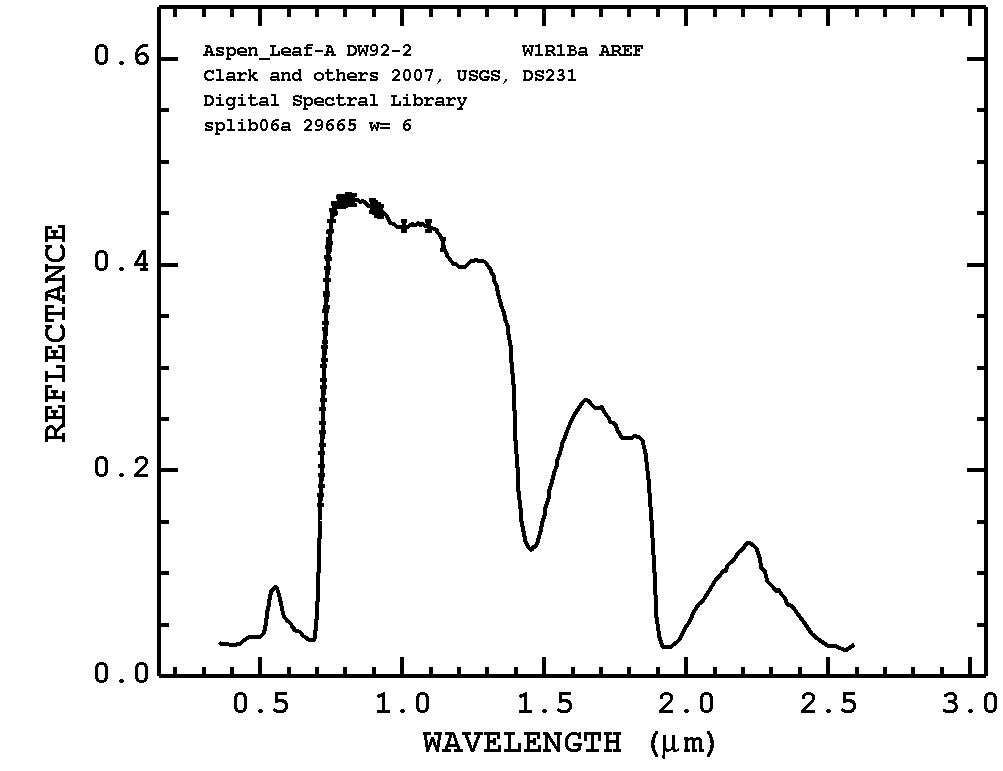 0.6
Aspen_Leaf-A DW92-2 W1R1Ba AREF
Clark and others 2007, USGS, DS231
Digital Spectral Library
splib06a 29665 w= 6
0.4
REFLECTANCE
0.2
0.0
0.5 1.0 1.5 2.0 2.5 3.0
WAVELENGTH (μm)